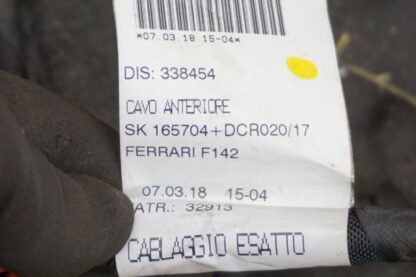 *07.03.18 15-04*
DIS: 338454
CAVO ANTERIORE
SK 165704+DCR020/17
FERRARI F142
07.03.18 15-04
ATR.: 32913
CABLAGGIO ESATTO